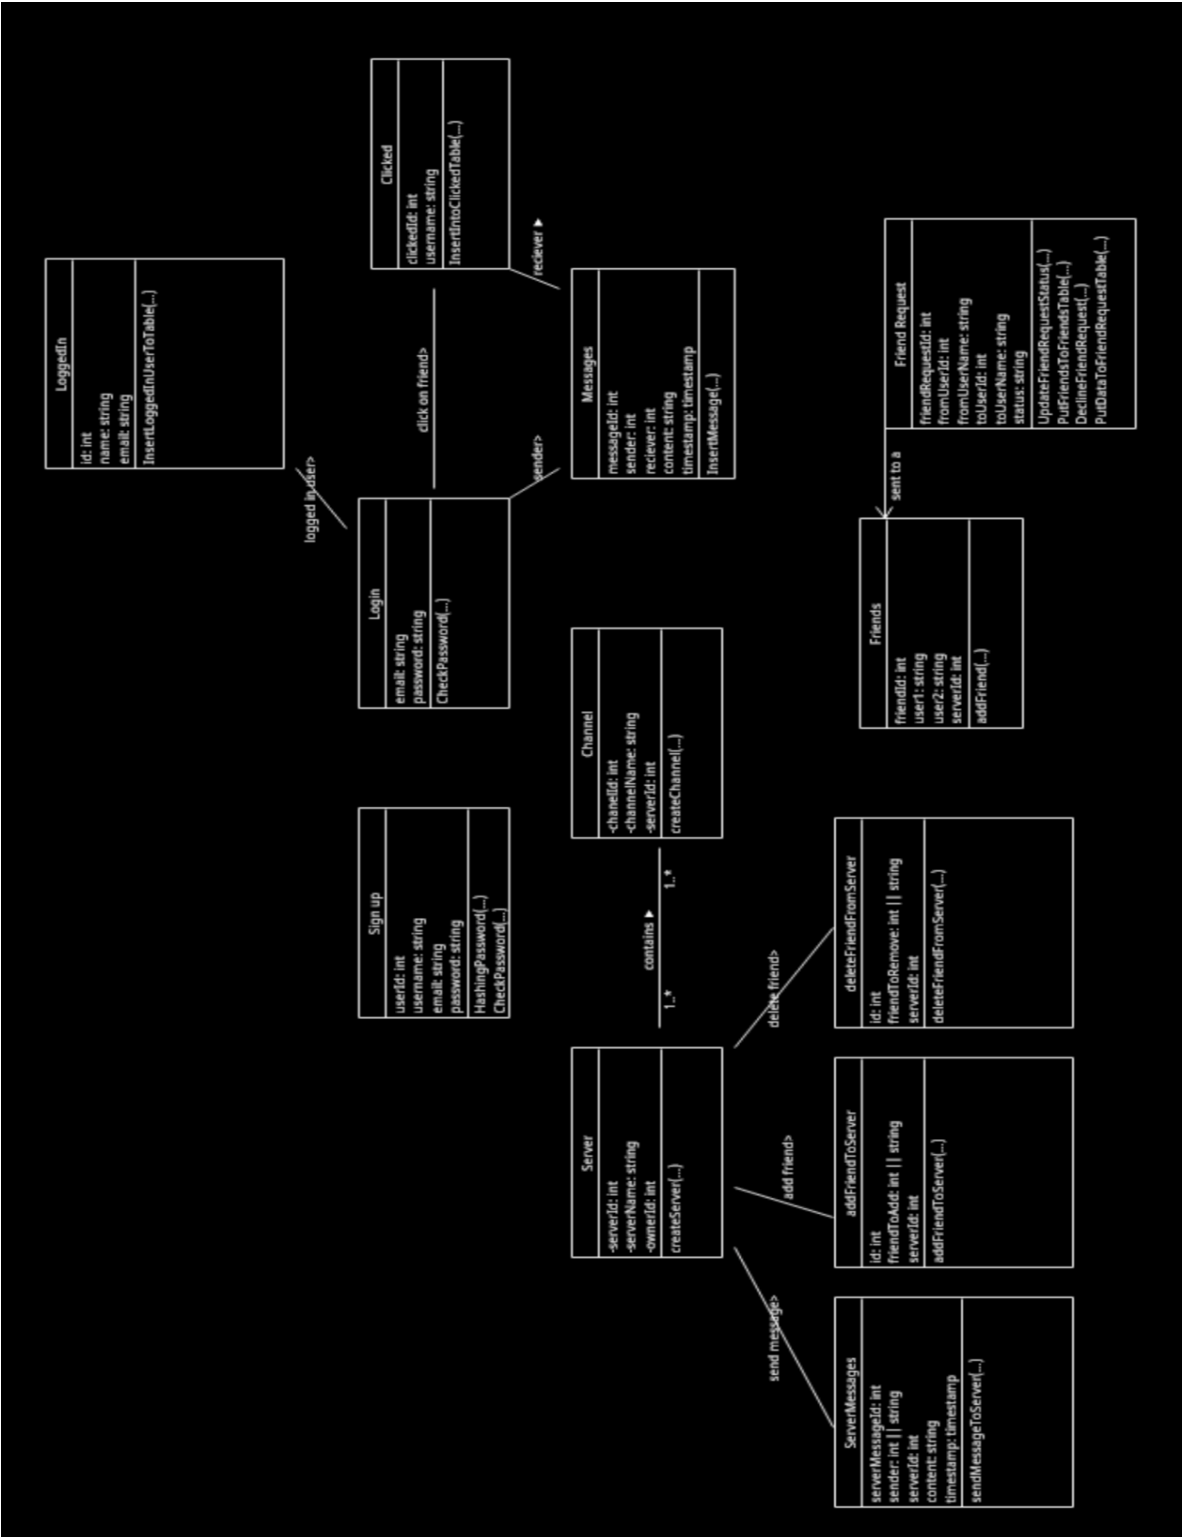 LoggedIn
id: int
name: string
email: string
InsertLoggedInUserToTable(...)
logged in user>
Sign up
userId: int
username: string
email: string
password: string
HashingPassword(...)
CheckPassword(...)
Login
email: string
password: string
CheckPassword(...)
click on friend>
Clicked
clickedId: int
username: string
InsertIntoClickedTable(...)
sender>
reciever ▶
Server
-serverId: int
-serverName: string
-ownerId: int
createServer(...)
contains ▶
1..*
1..*
Channel
-chanelId: int
-channelName: string
-serverId: int
createChannel(...)
Messages
messageId: int
sender: int
reciever: int
content: string
timestamp: timestamp
InsertMessage(...)
send message>
add friend>
delete friend>
ServerMessages
serverMessageId: int
sender: int || string
serverId: int
content: string
timestamp: timestamp
sendMessageToServer(...)
addFriendToServer
id: int
friendToAdd: int || string
serverId: int
addFriendToServer(...)
deleteFriendFromServer
id: int
friendToRemove: int || string
serverId: int
deleteFriendFromServer(...)
Friends
friendId: int
user1: string
user2: string
serverId: int
addFriend(...)
sent to a
Friend Request
friendRequestId: int
fromUserId: int
fromUserName: string
toUserId: int
toUserName: string
status: string
UpdateFriendRequestStatus(...)
PutFriendsToFriendsTable(...)
DeclineFriendRequest(...)
PutDataToFriendRequestTable(...)